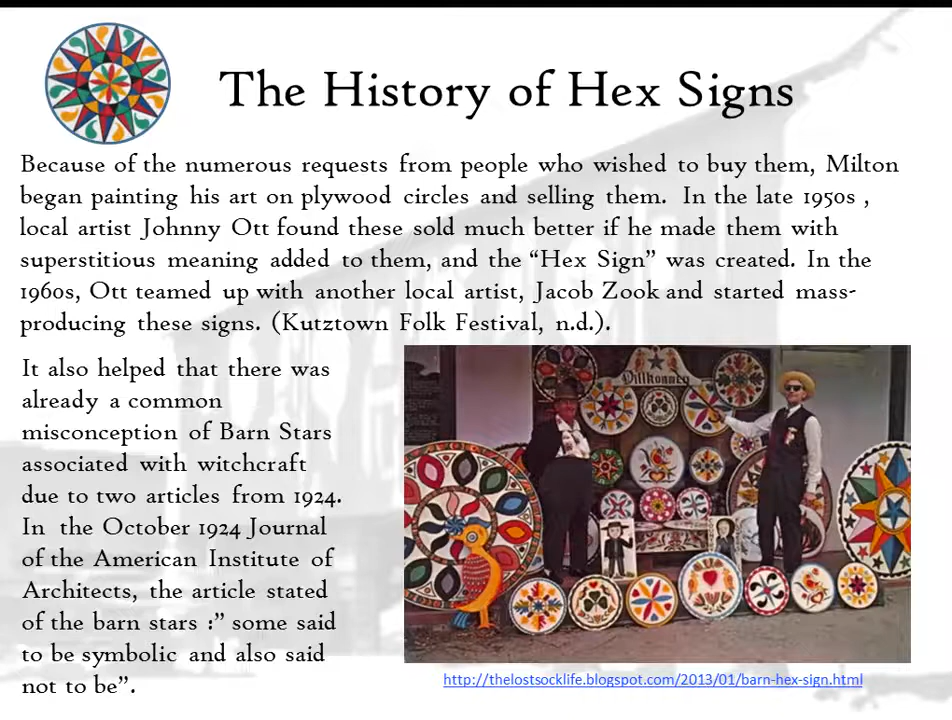 The History of Hex Signs
Because of the numerous requests from people who wished to buy them, Milton
began painting his art on plywood circles and selling them. In the late 1950s ,
local artist Johnny Ott found these sold much better if he made them with
superstitious meaning added to them, and the “Hex Sign” was created. In the
1960s, Ott teamed up with another local artist, Jacob Zook and started mass-
producing these signs. (Kutztown Folk Festival, n.d.).
It also helped that there was
already a common
misconception of Barn Stars
associated with witchcraft
due to two articles from 1924.
In the October 1924 Journal
of the American Institute of
Architects, the article stated
of the barn stars :” some said
to be symbolic and also said
not to be”.
http://thelostsocklife.blogspot.com/2013/01/barn-hex-sign.html